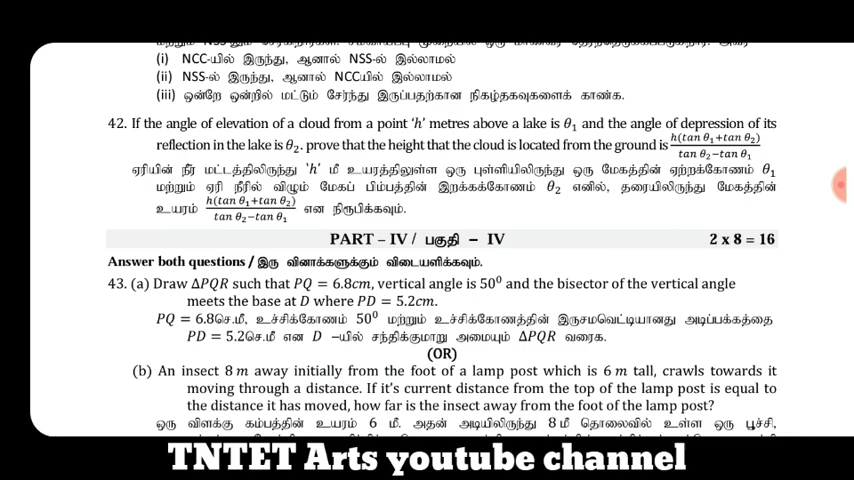 (i) NCC-யில் இருந்து, ஆனால் NSS-ல் இல்லாமல்
(ii) NSS-ல் இருந்து, ஆனால் NCCயில் இல்லாமல்
(iii) ஒன்றே ஒன்றில் மட்டும் சேர்ந்து இருப்பதற்கான நிகழ்தகவுகளைக் காண்க.
42. If the angle of elevation of a cloud from a point 'h' metres above a lake is θ₁ and the angle of depression of its
reflection in the lake is θ₂. prove that the height that the cloud is located from the ground is h(tan θ₁+tan θ₂)/tan θ₂−tan θ₁
ஏரியின் நீர் மட்டத்திலிருந்து 'h' மீ உயரத்திலுள்ள ஒரு புள்ளியிலிருந்து ஒரு மேகத்தின் ஏற்றக்கோணம் θ₁
மற்றும் ஏரி நீரில் விழும் மேகப் பிம்பத்தின் இறக்கக்கோணம் θ₂ எனில், தரையிலிருந்து மேகத்தின்
உயரம் h(tan θ₁+tan θ₂)/tan θ₂−tan θ₁ என நிரூபிக்கவும்.
PART – IV / பகுதி – IV 2 x 8 = 16
Answer both questions / இரு வினாக்களுக்கும் விடையளிக்கவும்.
43. (a) Draw ΔPQR such that PQ = 6.8cm, vertical angle is 50⁰ and the bisector of the vertical angle
meets the base at D where PD = 5.2cm.
PQ = 6.8செ.மீ, உச்சிக்கோணம் 50⁰ மற்றும் உச்சிக்கோணத்தின் இருசமவெட்டியானது அடிப்பக்கத்தை
PD = 5.2செ.மீ என D –யில் சந்திக்குமாறு அமையும் ΔPQR வரைக.
(OR)
(b) An insect 8 m away initially from the foot of a lamp post which is 6 m tall, crawls towards it
moving through a distance. If it's current distance from the top of the lamp post is equal to
the distance it has moved, how far is the insect away from the foot of the lamp post?
ஒரு விளக்கு கம்பத்தின் உயரம் 6 மீ. அதன் அடியிலிருந்து 8மீ தொலைவில் உள்ள ஒரு பூச்சி,
TNTET Arts youtube channel